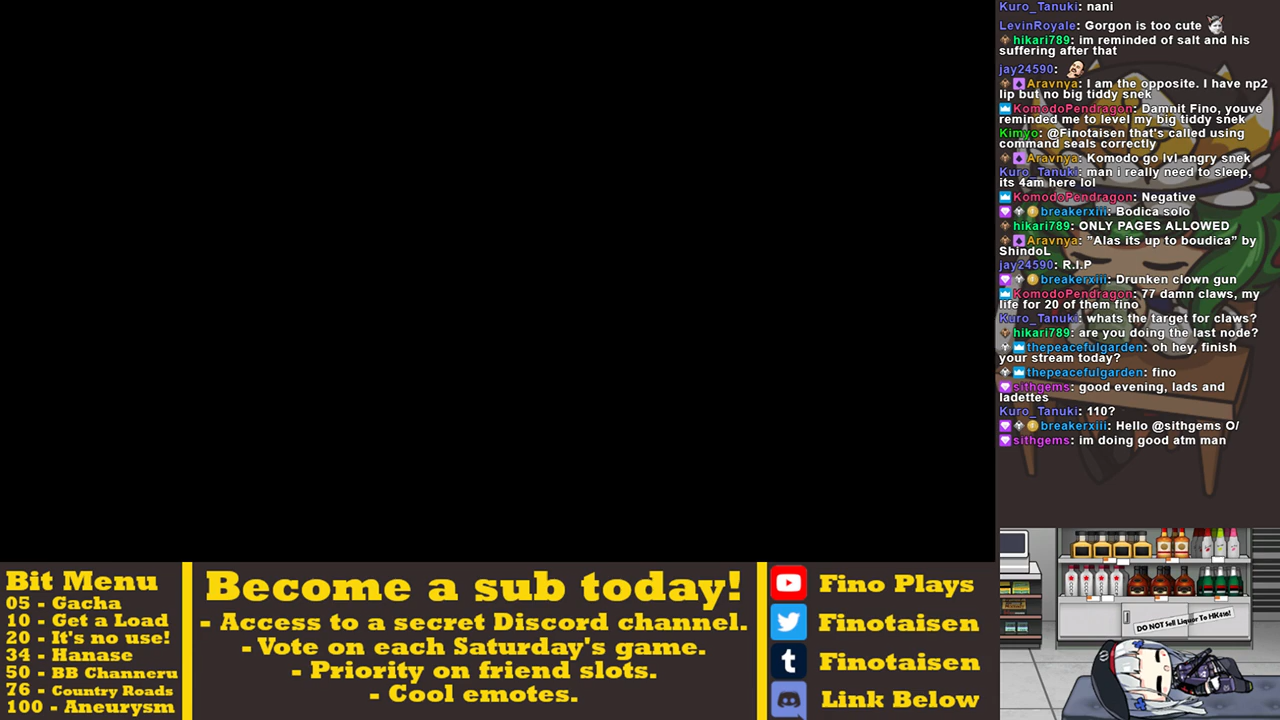 Kuro_Tanuki: nani
LevinRoyale: Gorgon is too cute
hikari789: im reminded of salt and his
suffering after that
jay24590:
Aravnya: I am the opposite. I have np2
lip but no big tiddy snek
KomodoPendragon: Damnit Fino, youve
reminded me to level my big tiddy snek
Kimyo: @Finotaisen that's called using
command seals correctly
Aravnya: Komodo go lvl angry snek
Kuro_Tanuki: man i really need to sleep,
its 4am here lol
KomodoPendragon: Negative
breakerxiii: Bodica solo
hikari789: ONLY PAGES ALLOWED
Aravnya: "Alas its up to boudica" by
ShindoL
jay24590: R.I.P
breakerxiii: Drunken clown gun
KomodoPendragon: 77 damn claws, my
life for 20 of them fino
Kuro_Tanuki: whats the target for claws?
hikari789: are you doing the last node?
thepeacefulgarden: oh hey, finish
your stream today?
thepeacefulgarden: fino
sithgems: good evening, lads and
ladettes
Kuro_Tanuki: 110?
breakerxiii: Hello @sithgems O/
sithgems: im doing good atm man
DO NOT Sell Liquor To HK416!
Bit Menu
05 - Gacha
10 - Get a Load
20 - It's no use!
34 - Hanase
50 - BB Channeru
76 - Country Roads
100 - Aneurysm
Become a sub today!
- Access to a secret Discord channel.
- Vote on each Saturday's game.
- Priority on friend slots.
- Cool emotes.
Fino Plays
Finotaisen
t Finotaisen
Link Below